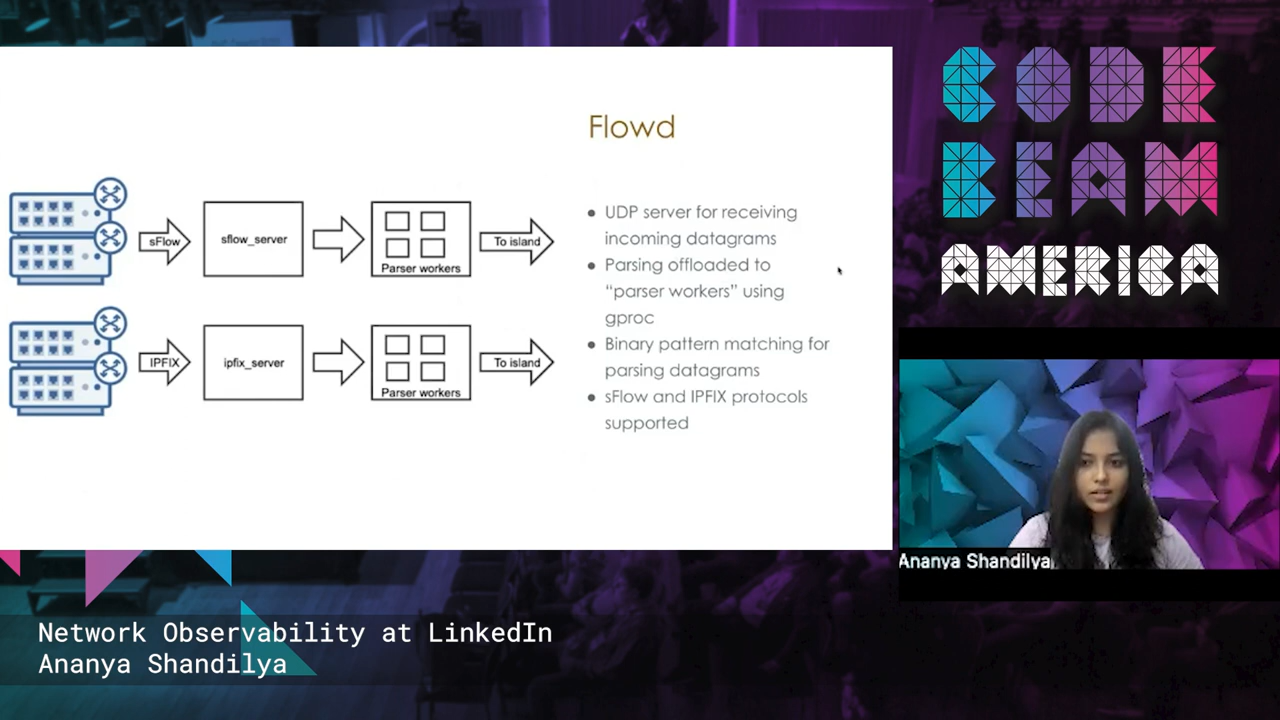 Flowd
sFlow
sflow_server
Parser workers
To island
IPFIX
ipfix_server
Parser workers
To island
● UDP server for receiving
incoming datagrams
● Parsing offloaded to
“parser workers” using
gproc
● Binary pattern matching for
parsing datagrams
● sFlow and IPFIX protocols
supported
CODE
BEAM
AMERICA
Ananya Shandilya
Network Observability at LinkedIn
Ananya Shandilya